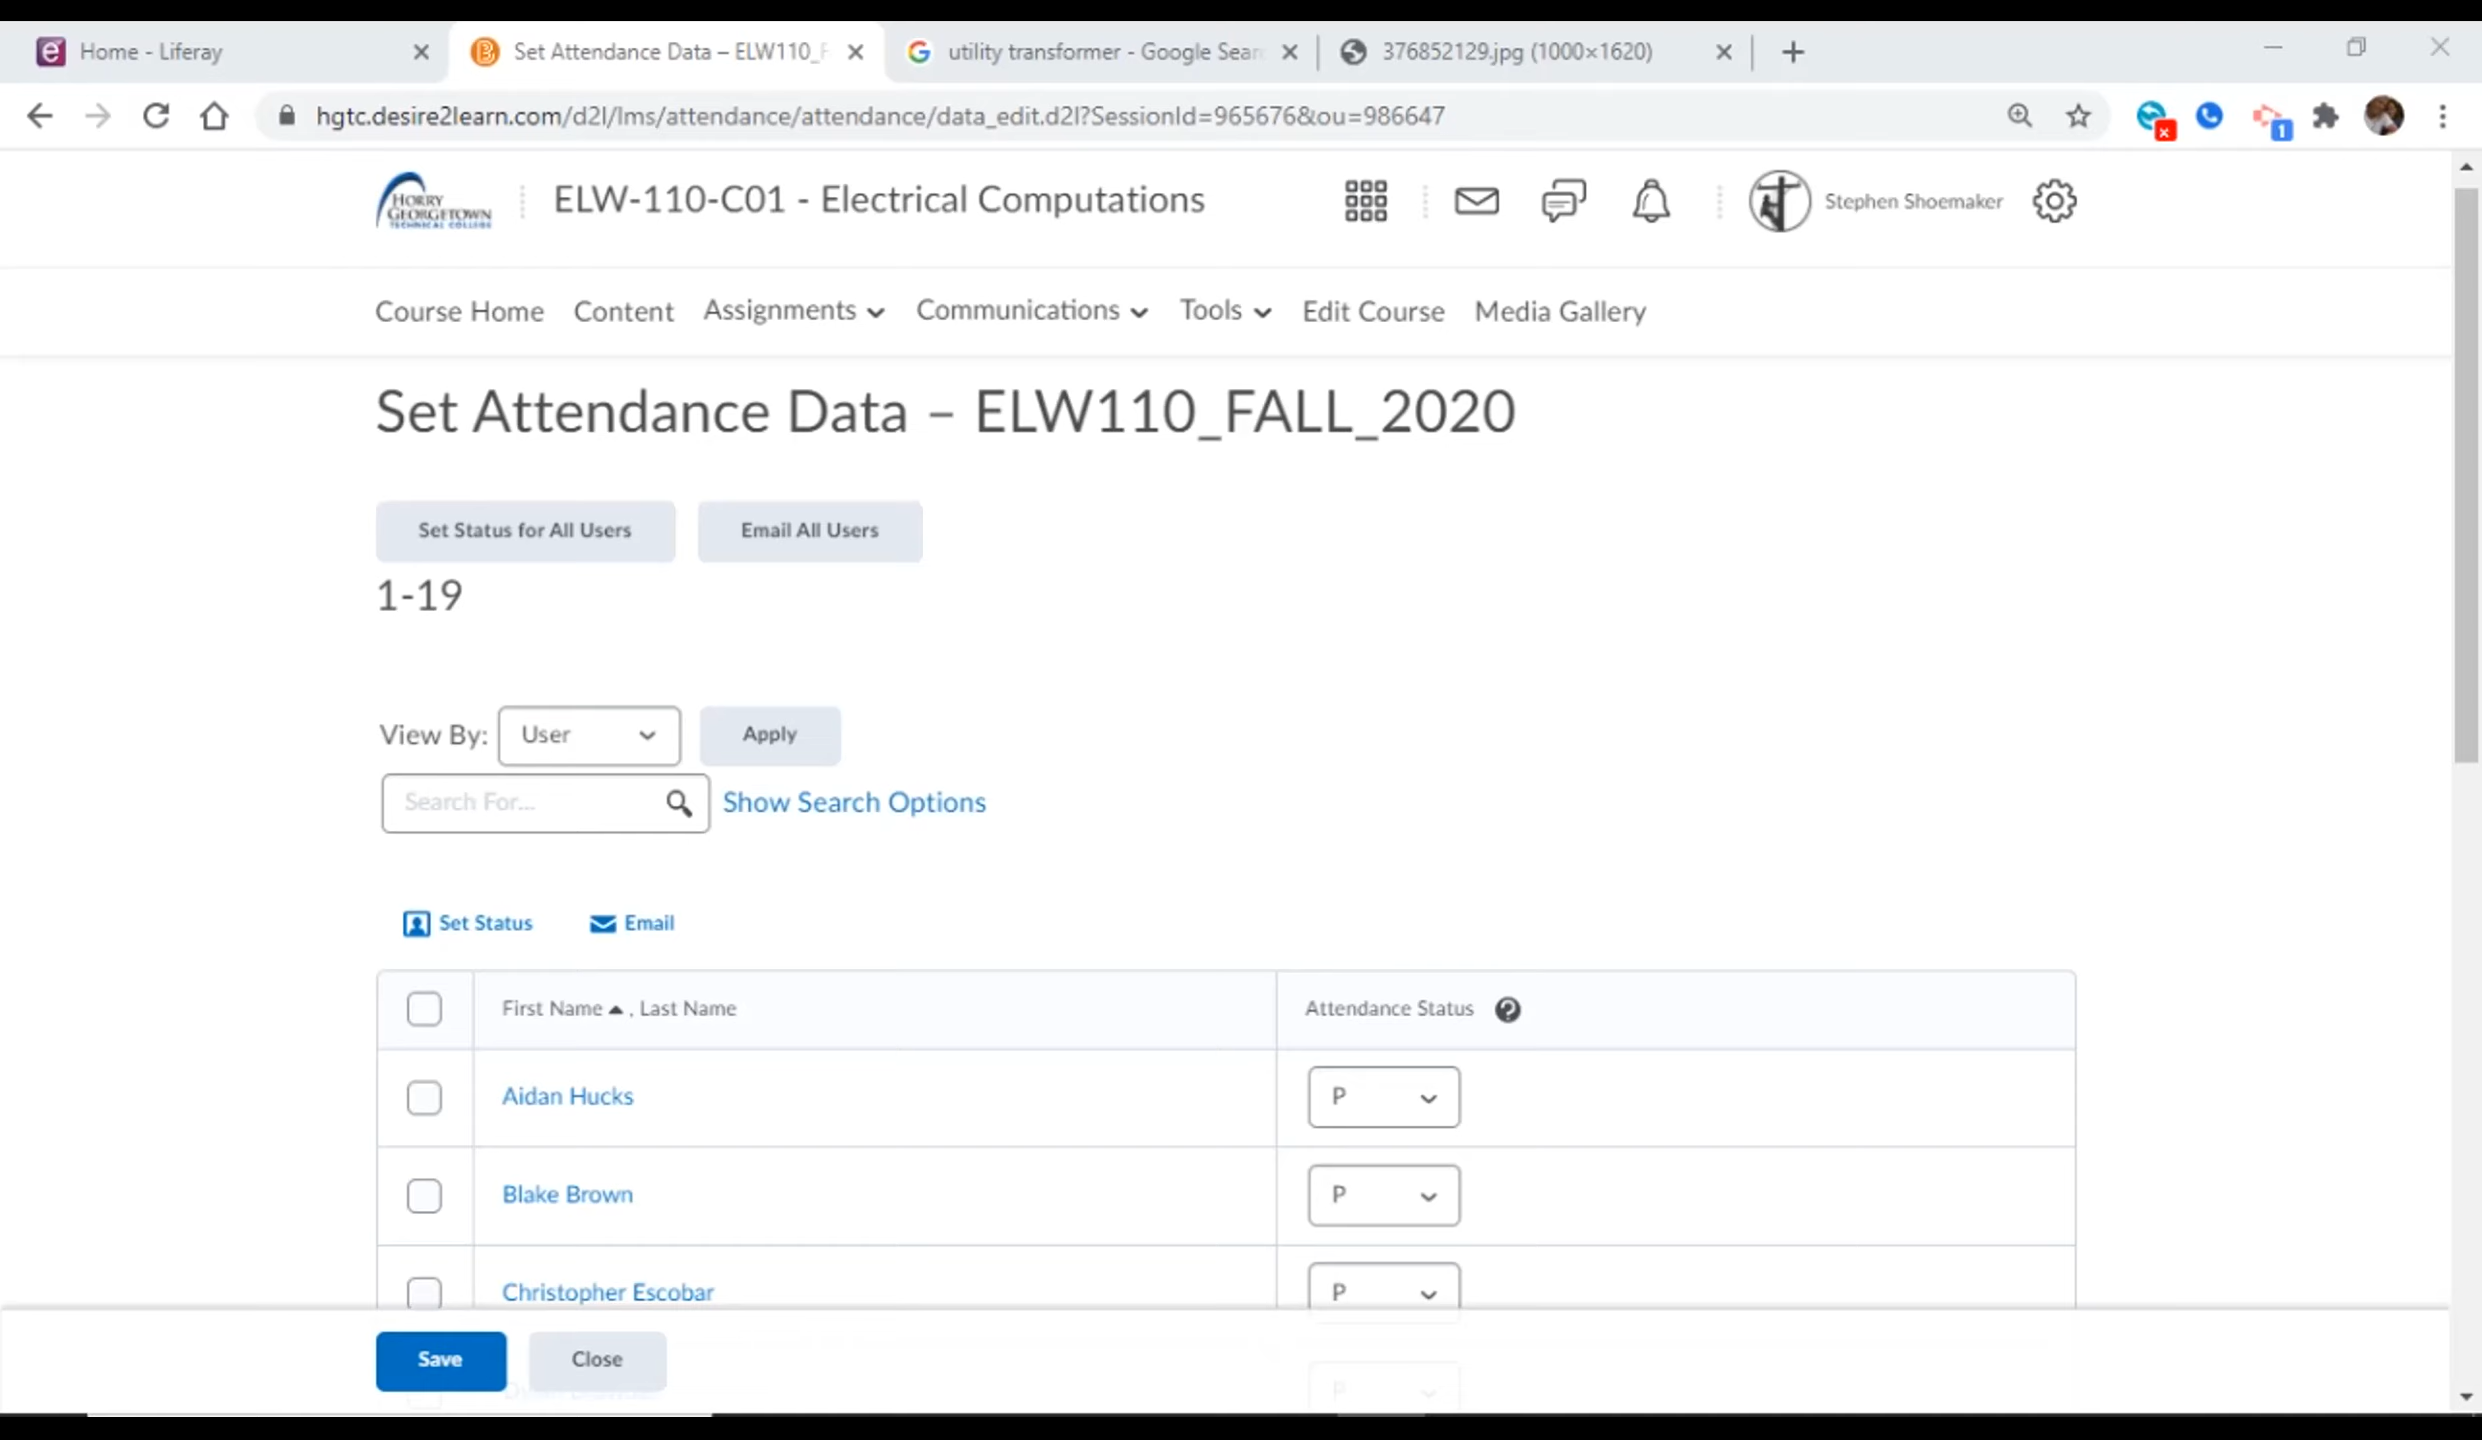 Home - Liferay
Set Attendance Data – ELW110_F
utility transformer - Google Sear
376852129.jpg (1000×1620)
hgtc.desire2learn.com/d2l/lms/attendance/attendance/data_edit.d2l?SessionId=965676&ou=986647
1
HORRY
GEORGETOWN
TECHNICAL COLLEGE
ELW-110-C01 - Electrical Computations
Stephen Shoemaker
Course Home Content Assignments Communications Tools Edit Course Media Gallery
Set Attendance Data – ELW110_FALL_2020
Set Status for All Users
Email All Users
1-19
View By: User Apply
Search For... Show Search Options
Set Status Email
First Name , Last Name Attendance Status
Aidan Hucks P
Blake Brown P
Christopher Escobar P
Save Close
P